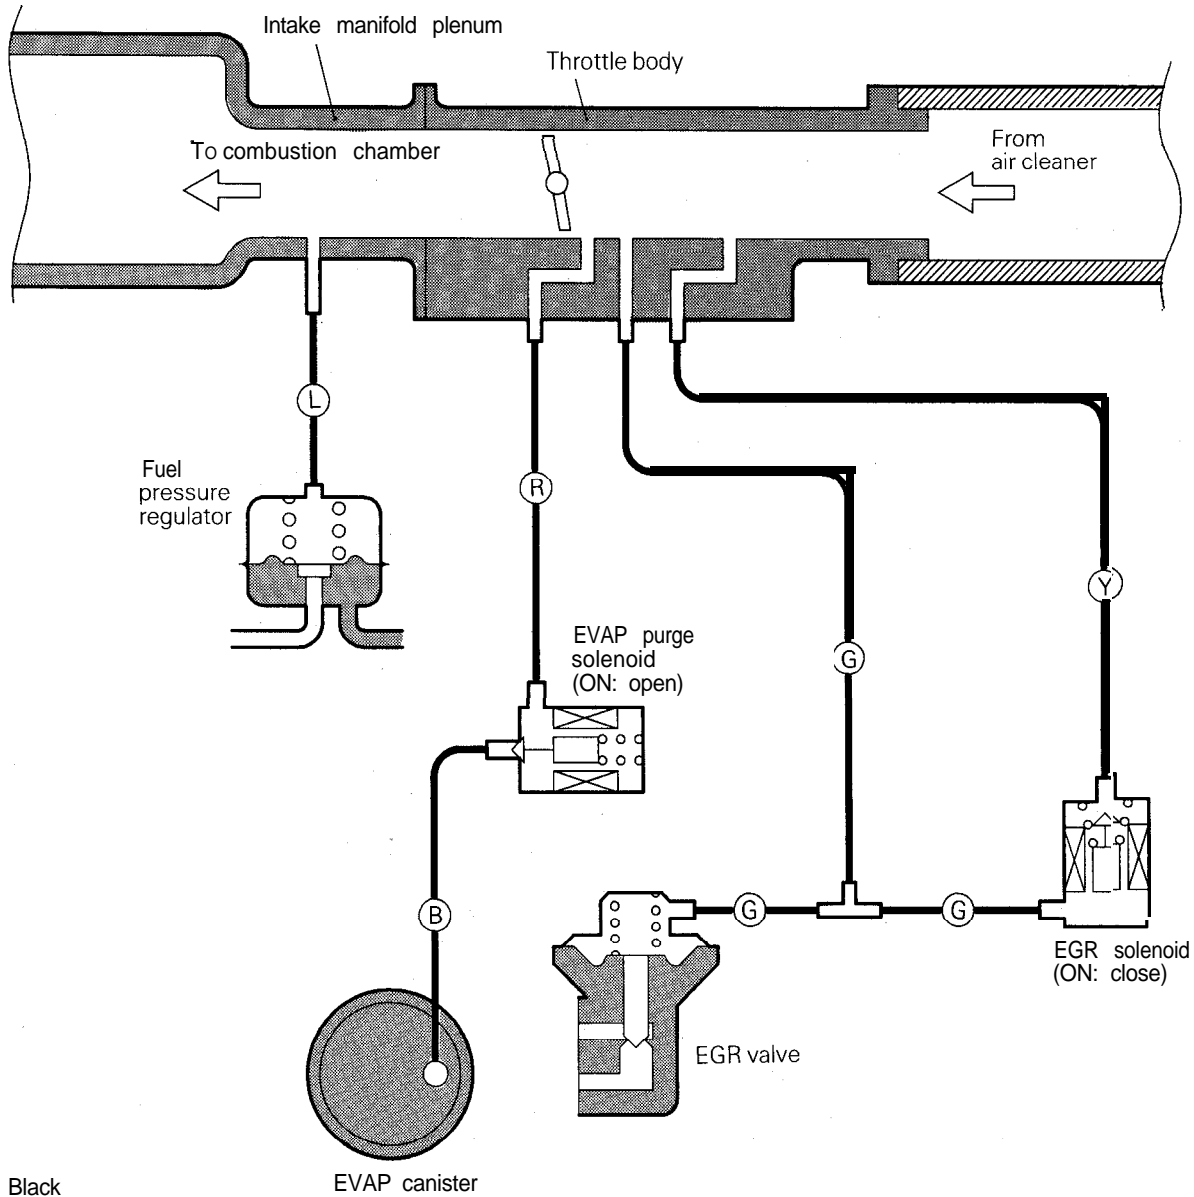 Intake manifold plenum
Throttle body
To combustion chamber
From
air cleaner
L
Fuel
pressure
regulator
R
Y
EVAP purge
solenoid
(ON: open)
G
B
G
G
EGR solenoid
(ON: close)
EGR valve
EVAP canister
Black